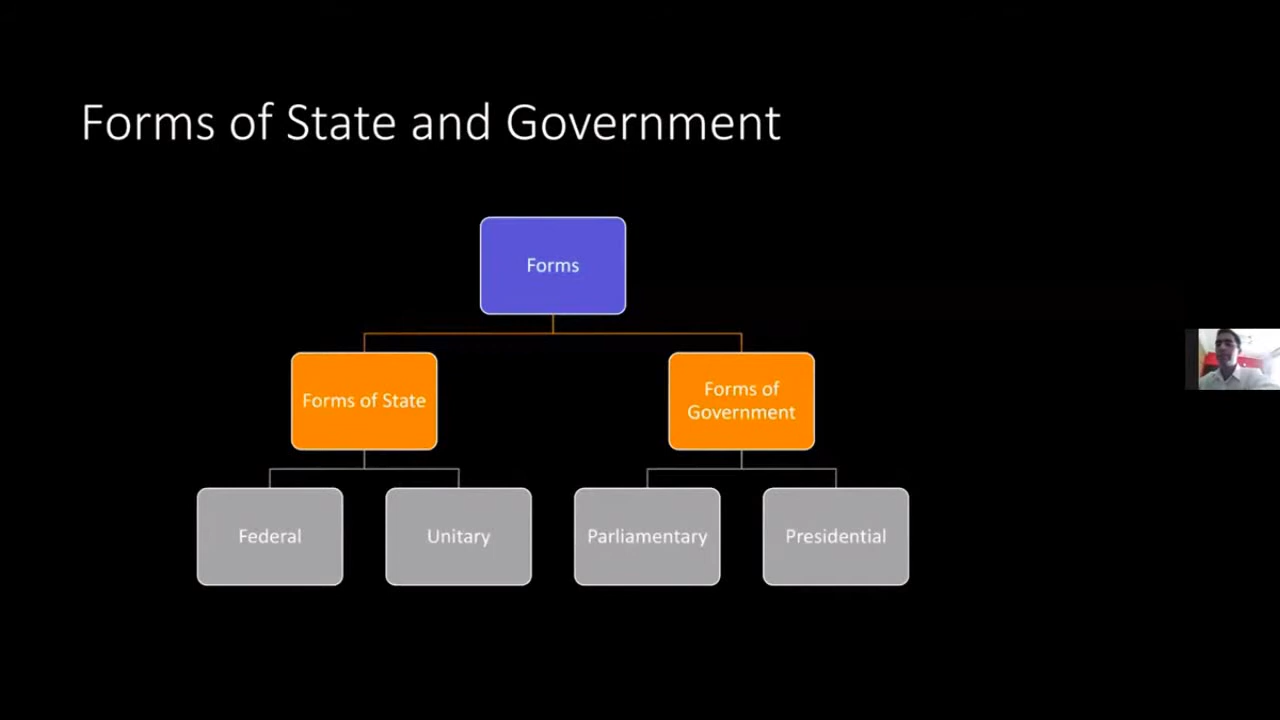 Forms of State and Government
Forms
Forms of State
Forms of
Government
Federal
Unitary
Parliamentary
Presidential